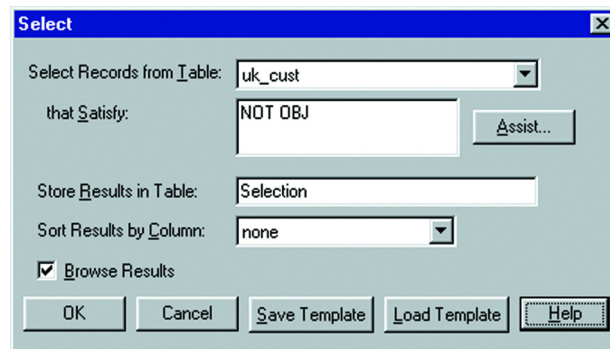 Select
Select Records from Table: uk_cust
that Satisfy: NOT OBJ
Assist...
Store Results in Table: Selection
Sort Results by Column: none
Browse Results
OK Cancel Save Template Load Template Help